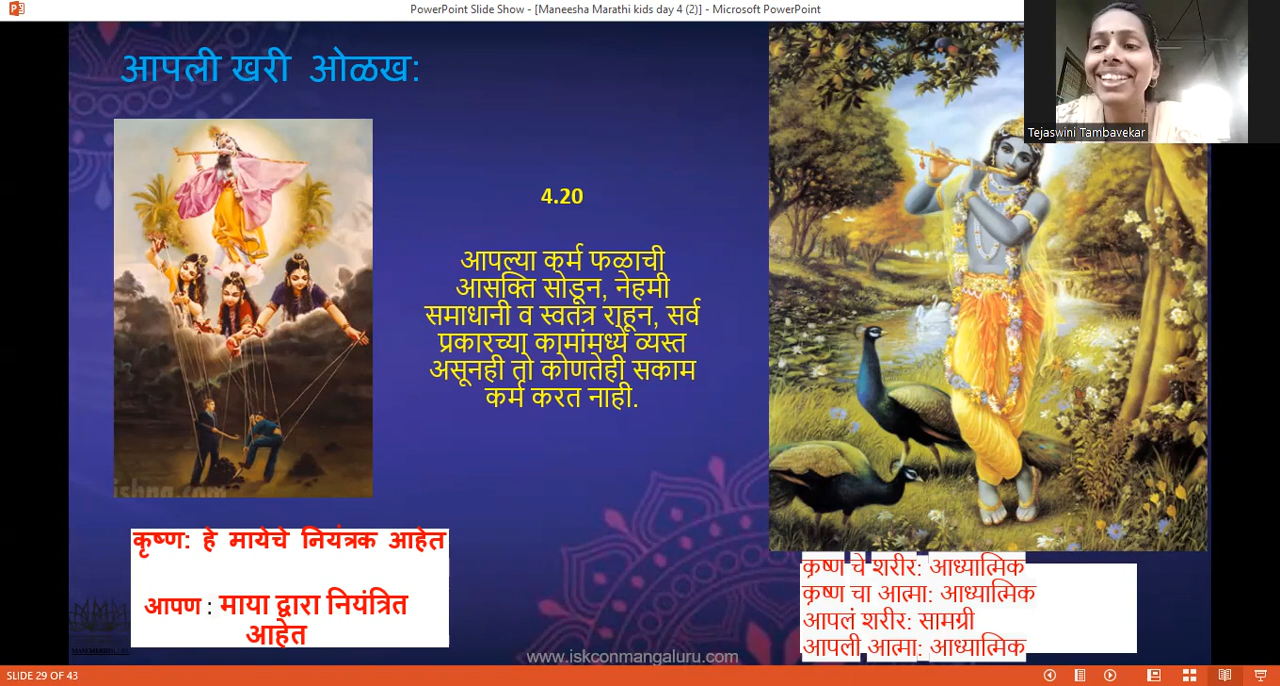 PowerPoint Slide Show - [Maneesha Marathi kids day 4 (2)] - Microsoft PowerPoint
Tejaswini Tambavekar
आपली खरी ओळख:
4.20
आपल्या कर्म फळाची
आसक्ति सोडून, नेहमी
समाधानी व स्वतंत्र राहून, सर्व
प्रकारच्या कामांमध्ये व्यस्त
असूनही तो कोणतेही सकाम
कर्म करत नाही.
कृष्ण: हे मायेचे नियंत्रक आहेत
आपण : माया द्वारा नियंत्रित
आहेत
कृष्ण चे शरीर: आध्यात्मिक
कृष्ण चा आत्मा: आध्यात्मिक
आपलं शरीर: सामग्री
आपली आत्मा: आध्यात्मिक
www.iskconmangaluru.com
SLIDE 29 OF 43